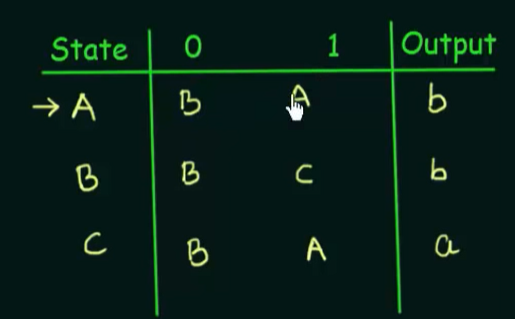 State 0 1 Output
→ A B A b
B B C b
C B A a